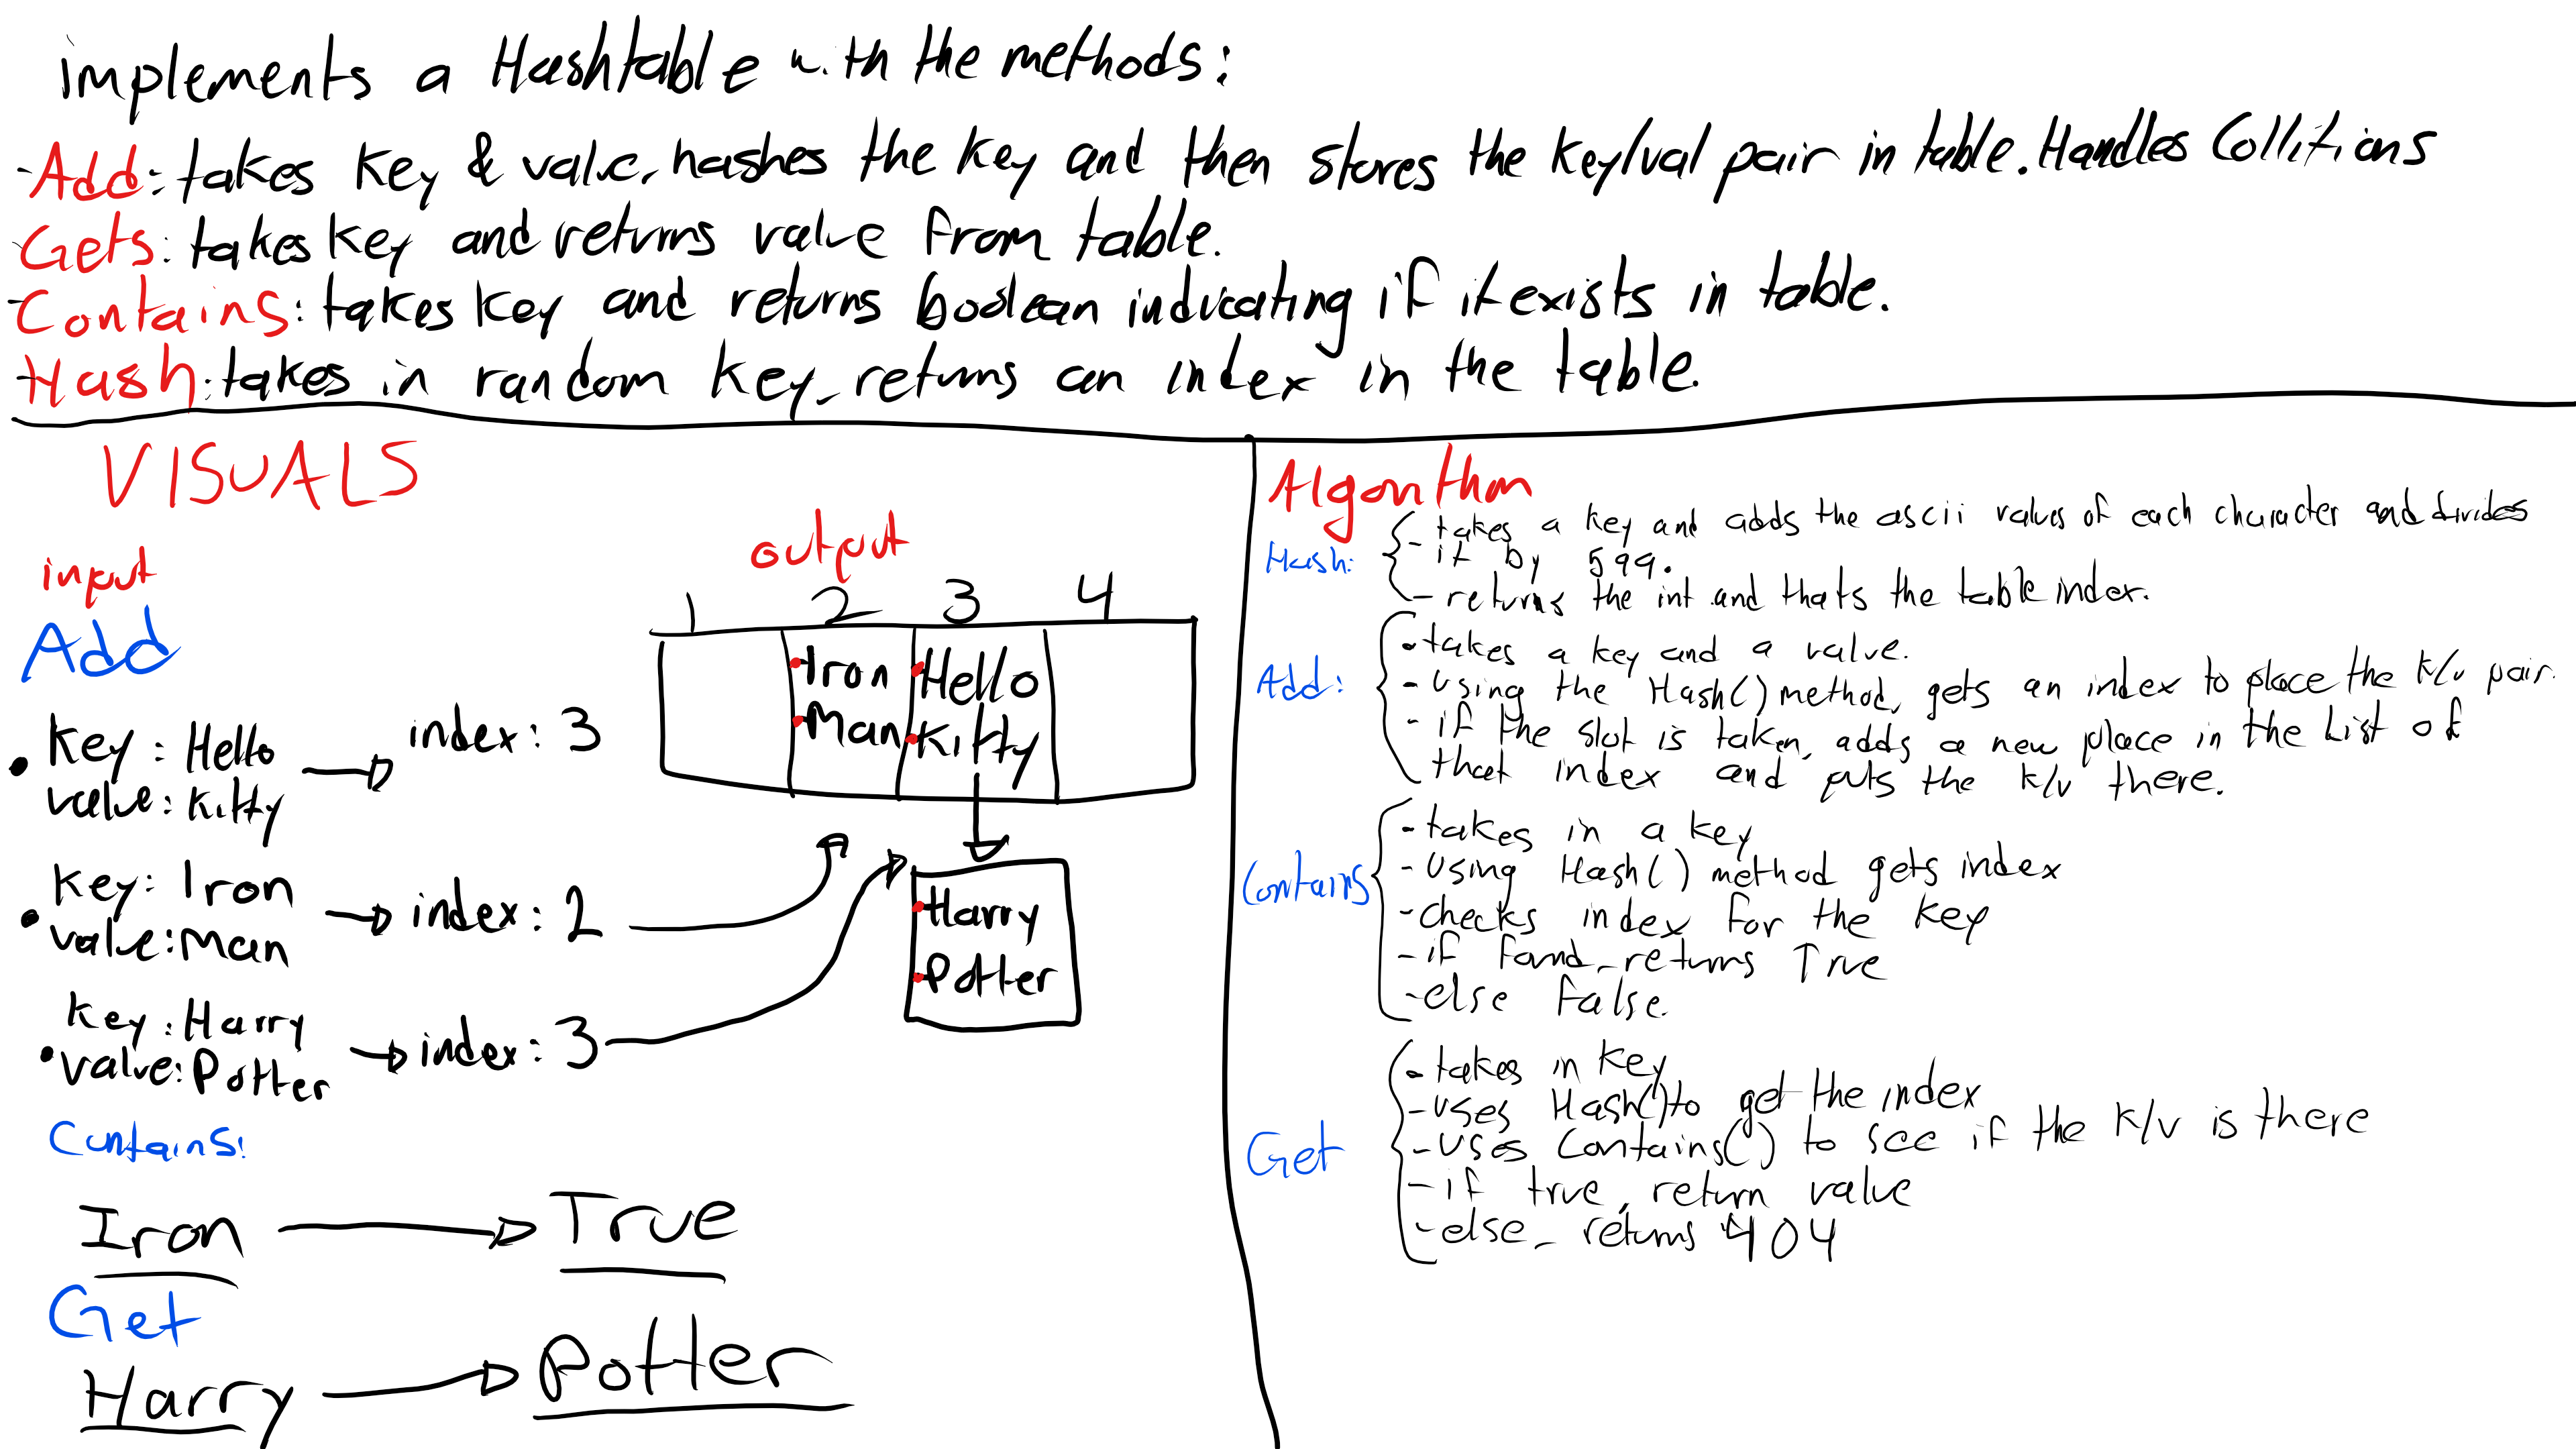 implements a Hashtable with the methods:
-Add: takes key & value, hashes the key and then stores the key/val pair in table. Handles Collitions
-Gets: takes key and returns value from table.
-Contains: takes key and returns boolean indicating if it exists in table.
-Hash: takes in random key, returns an index in the table.
VISUALS
input
output
Add
1 2 3 4
• key: Hello
value: Kitty
index: 3
• key: Iron
value: Man
index: 2
• key: Harry
value: Potter
index: 3
• Iron
• Man
• Hello
• Kitty
• Harry
• Potter
Contains:
Iron
True
Get
Harry
Potter
Algorithm
Hash:
- takes a key and adds the ascii values of each character and divides
it by 599.
- returns the int and thats the table index.
Add:
- takes a key and a value.
- Using the Hash() method, gets an index to place the k/v pair.
- if the slot is taken, adds a new place in the List of
that index and puts the k/v there.
Contains
- takes in a key
- Using Hash() method gets index
- checks index for the key
- if found, returns True
- else False.
Get
- takes in key
- uses Hash() to get the index
- uses Contains() to see if the k/v is there
- if true, return value
- else, returns 404